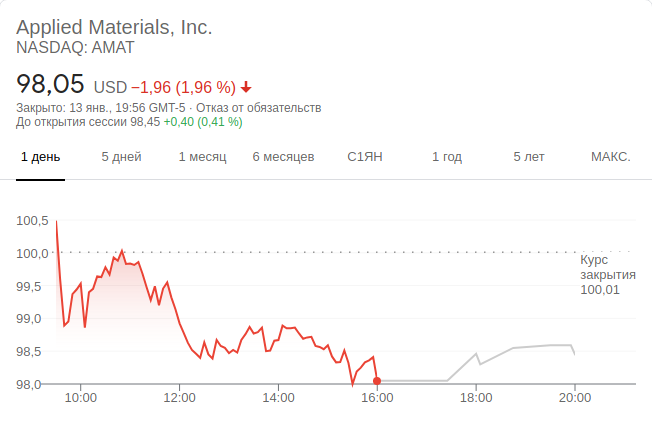 Applied Materials, Inc.
NASDAQ: AMAT
98,05 USD −1,96 (1,96 %)
Закрыто: 13 янв., 19:56 GMT-5 · Отказ от обязательств
До открытия сессии 98,45 +0,40 (0,41 %)
1 день 5 дней 1 месяц 6 месяцев С1ЯН 1 год 5 лет МАКС.
100,5
100,0
Курс
закрытия
99,5
100,01
99,0
98,5
98,0
10:00 12:00 14:00 16:00 18:00 20:00